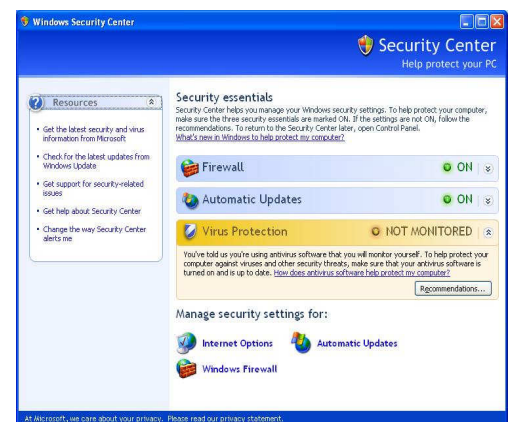 Windows Security Center
Security Center
Help protect your PC
Resources
Get the latest security and virus
information from Microsoft
Check for the latest updates from
Windows Update
Get support for security-related
issues
Get help about Security Center
Change the way Security Center
alerts me
Security essentials
Security Center helps you manage your Windows security settings. To help protect your computer,
make sure the three security essentials are marked ON. If the settings are not ON, follow the
recommendations. To return to the Security Center later, open Control Panel.
What's new in Windows to help protect my computer?
Firewall ON
Automatic Updates ON
Virus Protection NOT MONITORED
You've told us you're using antivirus software that you will monitor yourself. To help protect your
computer against viruses and other security threats, make sure that your antivirus software is
turned on and is up to date. How does antivirus software help protect my computer?
Recommendations...
Manage security settings for:
Internet Options
Automatic Updates
Windows Firewall
At Microsoft, we care about your privacy. Please read our privacy statement.